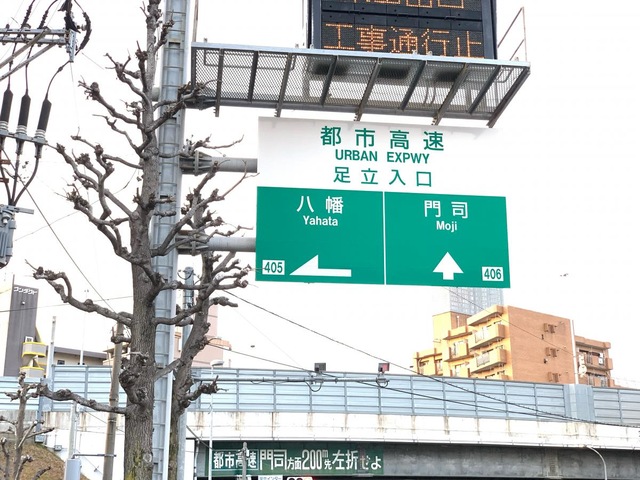 工事通行止
都市高速
URBAN EXPWY
足立入口
八幡
Yahata
405
門司
Moji
406
都市高速門司方面200m先左折せよ